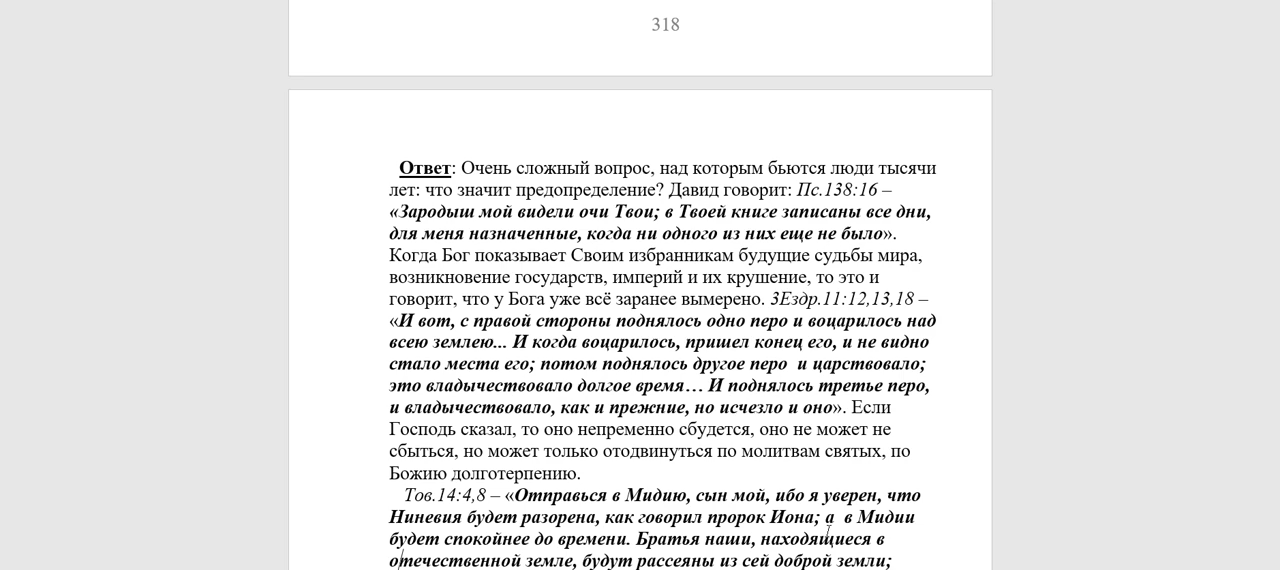 318
Ответ: Очень сложный вопрос, над которым бьются люди тысячи
лет: что значит предопределение? Давид говорит: Пс.138:16 –
«Зародыш мой видели очи Твои; в Твоей книге записаны все дни,
для меня назначенные, когда ни одного из них еще не было».
Когда Бог показывает Своим избранникам будущие судьбы мира,
возникновение государств, империй и их крушение, то это и
говорит, что у Бога уже всё заранее вымерено. 3Ездр.11:12,13,18 –
«И вот, с правой стороны поднялось одно перо и воцарилось над
всею землею... И когда воцарилось, пришел конец его, и не видно
стало места его; потом поднялось другое перо  и царствовало;
это владычествовало долгое время… И поднялось третье перо,
и владычествовало, как и прежние, но исчезло и оно». Если
Господь сказал, то оно непременно сбудется, оно не может не
сбыться, но может только отодвинуться по молитвам святых, по
Божию долготерпению.
Тов.14:4,8 – «Отправься в Мидию, сын мой, ибо я уверен, что
Ниневия будет разорена, как говорил пророк Иона; а  в Мидии
будет спокойнее до времени. Братья наши, находящиеся в
отечественной земле, будут рассеяны из сей доброй земли;